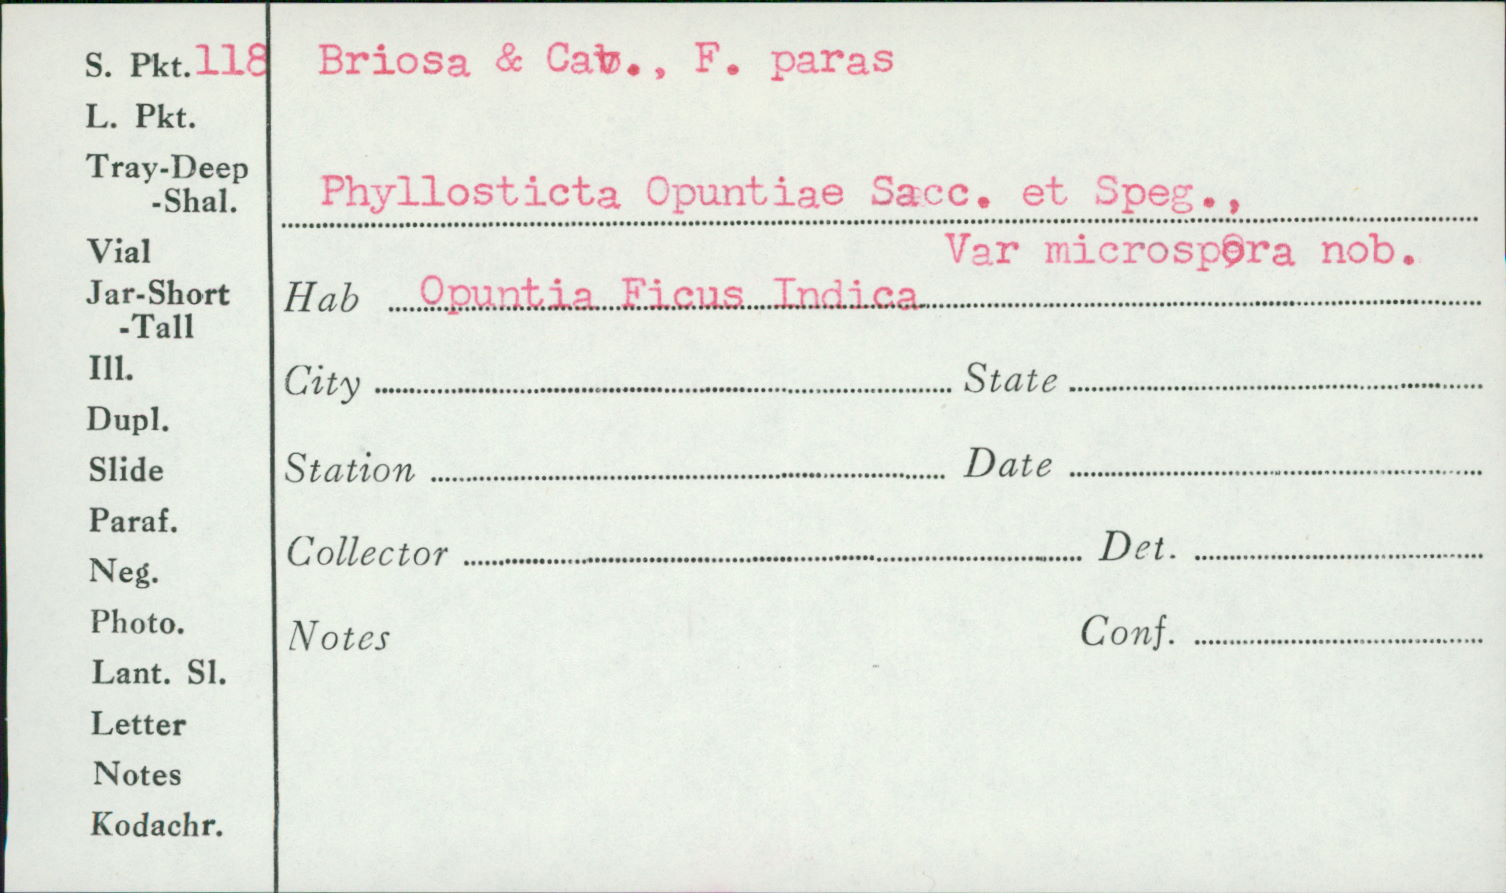 S. Pkt. 118
Briosa & Cav., F. paras
L. Pkt.
Tray-Deep
-Shal.
Phyllosticta Opuntiae Sacc. et Speg.,
Var microspora nob.
Vial
Jar-Short
-Tall
Hab Opuntia Ficus Indica
Ill.
City State
Dupl.
Slide
Station Date
Paraf.
Collector Det.
Neg.
Photo.
Notes Conf.
Lant. Sl.
Letter
Notes
Kodachr.